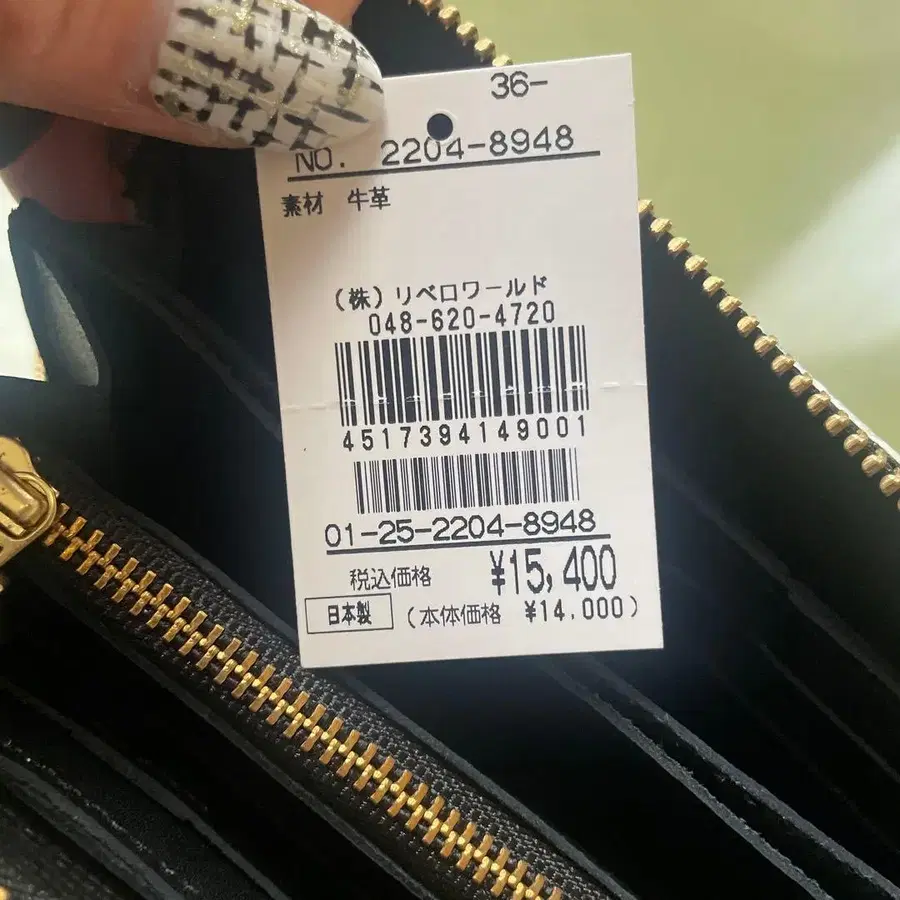 36-
NO. 2204-8948
素材 牛革
(株)リベロワールド
048-620-4720
4517394149001
01-25-2204-8948
税込価格 ¥15,400
日本製 (本体価格 ¥14,000)